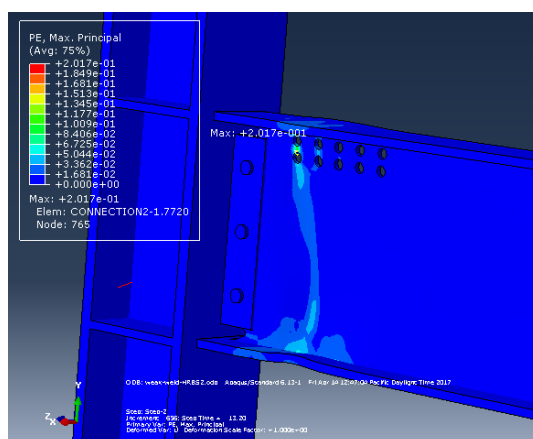 PE, Max. Principal
(Avg: 75%)
+2.017e-01
+1.849e-01
+1.681e-01
+1.513e-01
+1.345e-01
+1.177e-01
+1.009e-01
+8.406e-02
+6.725e-02
+5.044e-02
+3.362e-02
+1.681e-02
+0.000e+00
Max: +2.017e-01
Elem: CONNECTION2-1.7720
Node: 765
Max: +2.017e-001
Y
Z
X
ODB: weak-weld-HRBS2.odb Abaqus/Standard 6.13-1 Fri Apr 14 12:47:04 Pacific Daylight Time 2017
Step: Step-2
Increment 656: Step Time = 13.20
Primary Var: PE, Max. Principal
Deformed Var: U Deformation Scale Factor: +1.000e+00